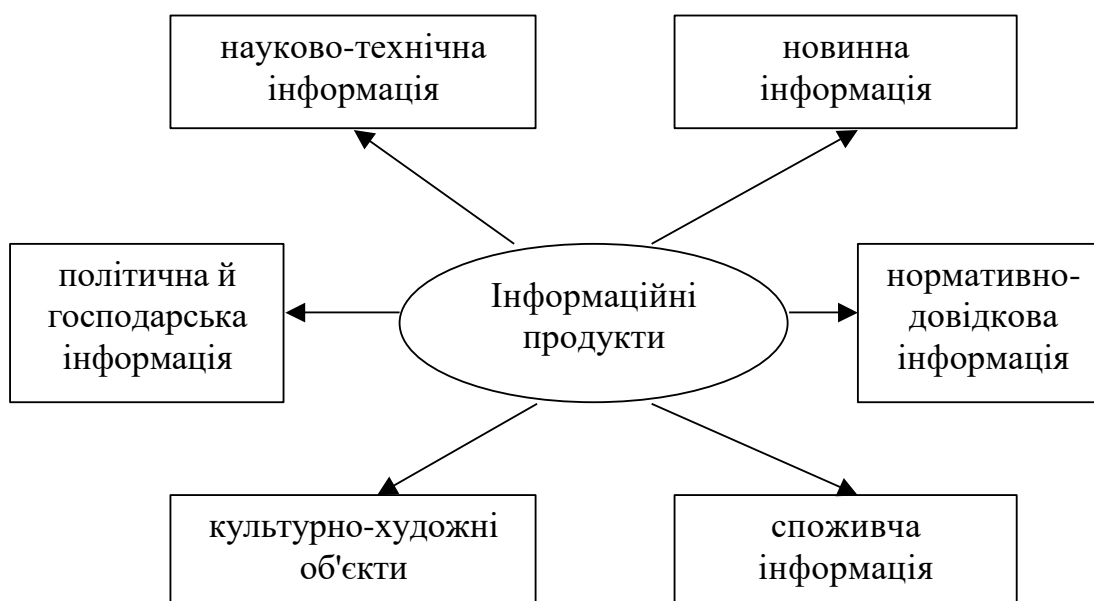 науково-технічна
інформація
новинна
інформація
політична й
господарська
інформація
Інформаційні
продукти
нормативно-
довідкова
інформація
культурно-художні
об'єкти
споживча
інформація